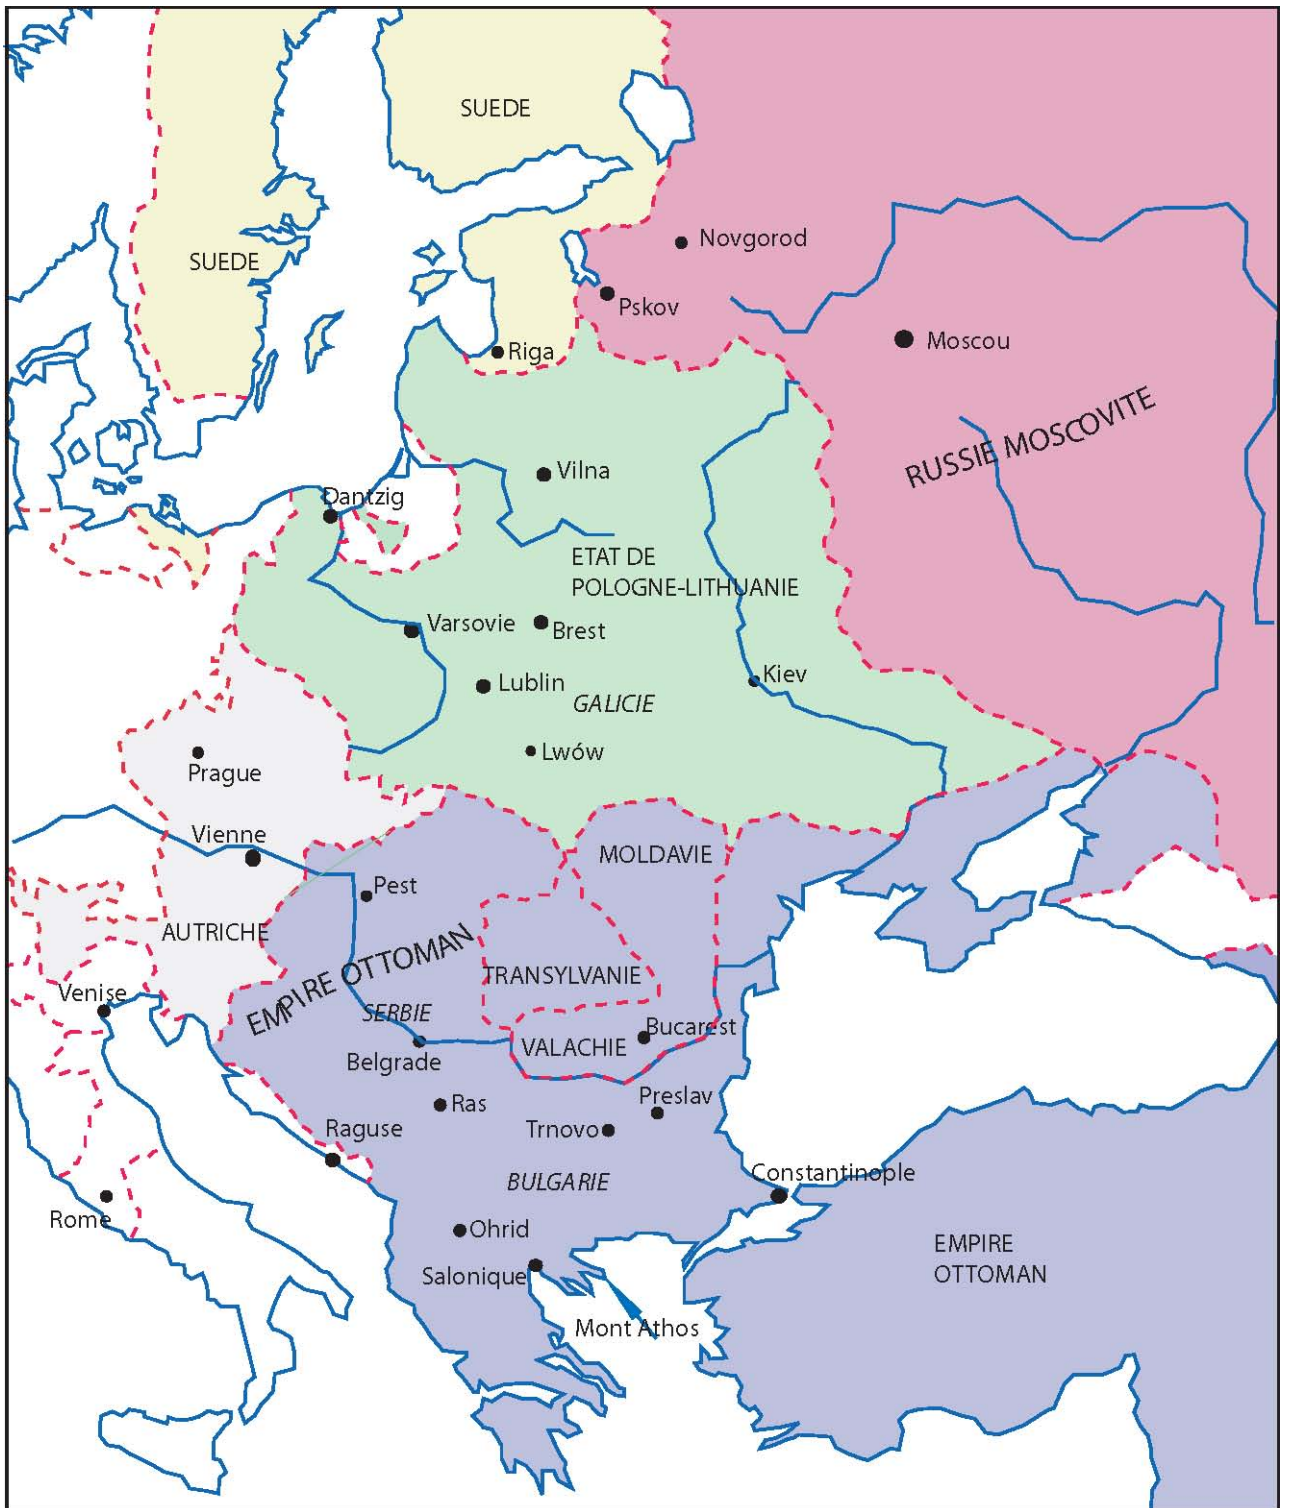 SUEDE
SUEDE
Novgorod
Pskov
Riga
Moscou
RUSSIE MOSCOVITE
Vilna
Dantzig
ETAT DE
POLOGNE-LITHUANIE
Varsovie
Brest
Lublin
Kiev
GALICIE
Lwów
Prague
Vienne
MOLDAVIE
Pest
AUTRICHE
EMPIRE OTTOMAN
TRANSYLVANIE
Venise
SERBIE
Bucarest
VALACHIE
Belgrade
Preslav
Ras
Raguse
Trnovo
Constantinople
BULGARIE
Rome
Ohrid
EMPIRE
OTTOMAN
Salonique
Mont Athos